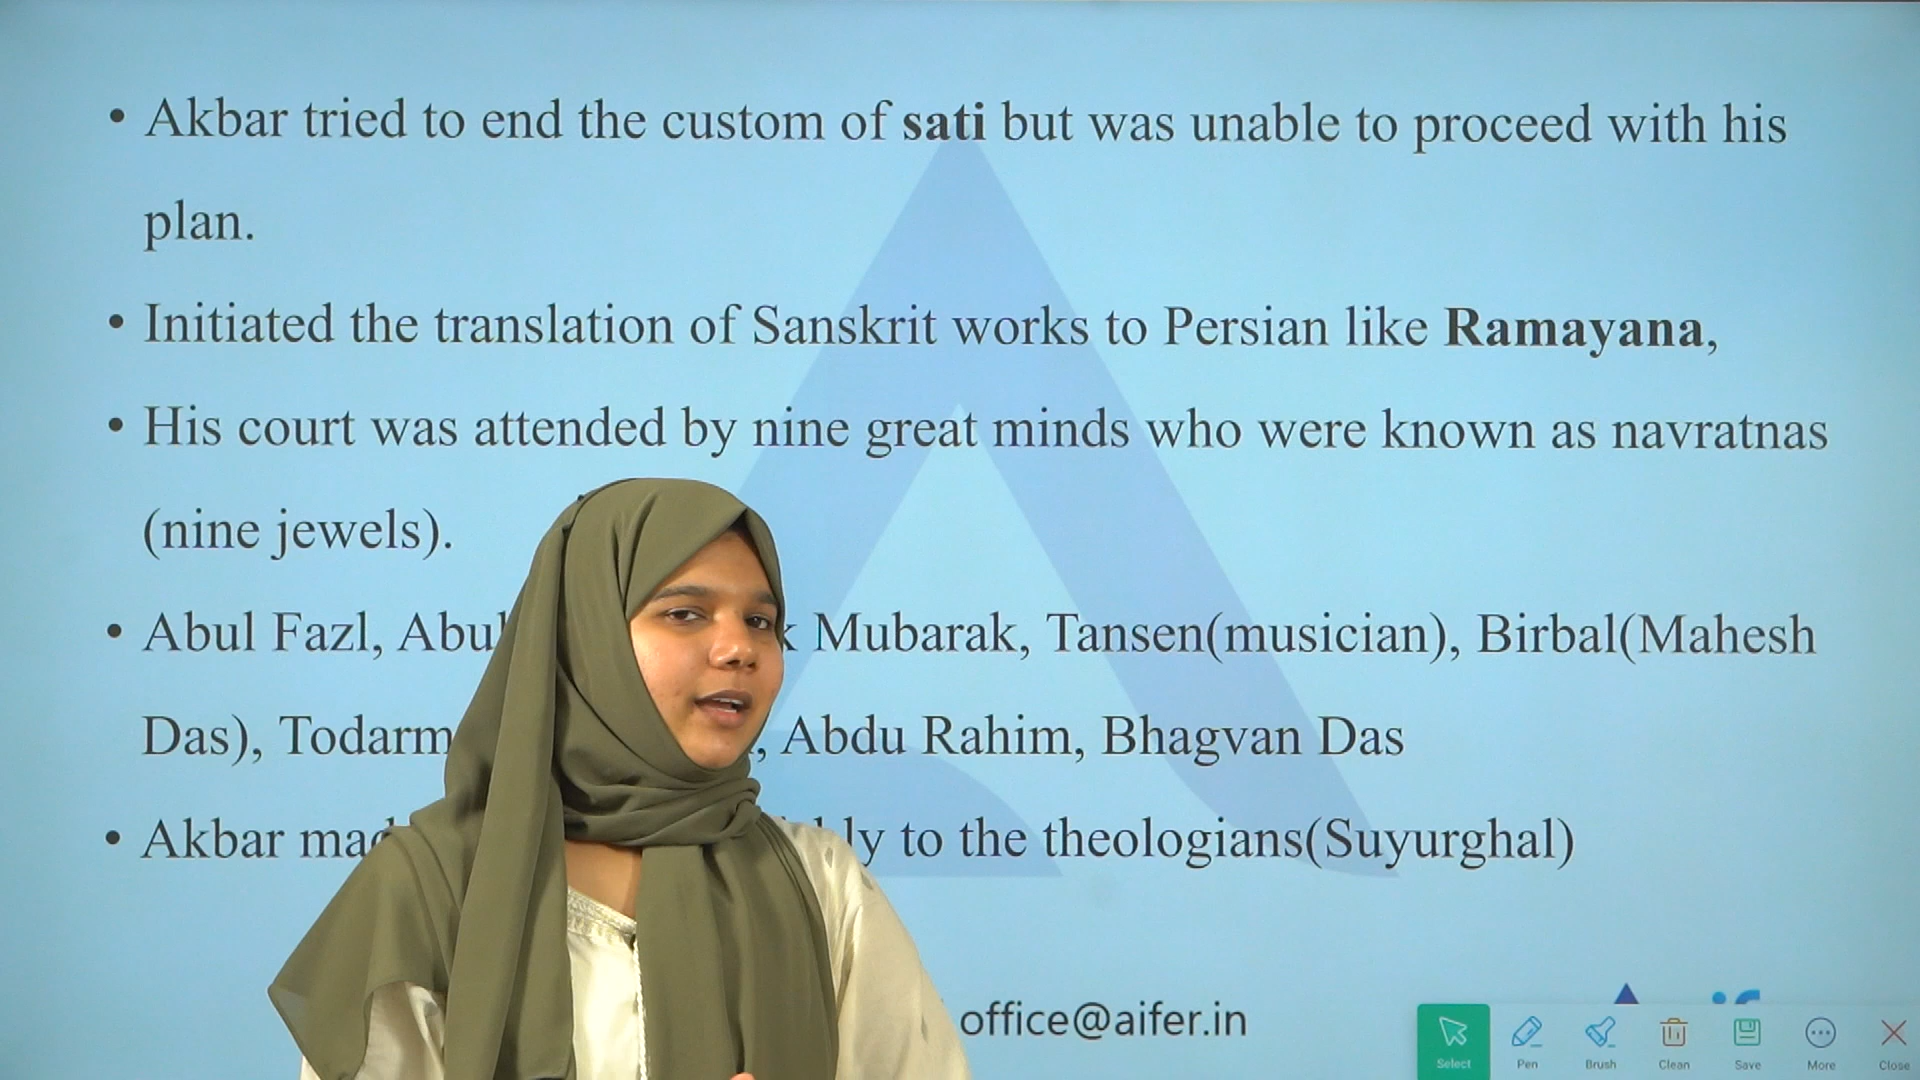 • Akbar tried to end the custom of sati but was unable to proceed with his
plan.
• Initiated the translation of Sanskrit works to Persian like Ramayana,
• His court was attended by nine great minds who were known as navratnas
(nine jewels).
• Abul Fazl, Mubarak, Tansen(musician), Birbal(Mahesh
Das), Abdu Rahim, Bhagvan Das
• Akbar to the theologians(Suyurghal)
office@aifer.in
Select Pen Brush Clean Save More Close